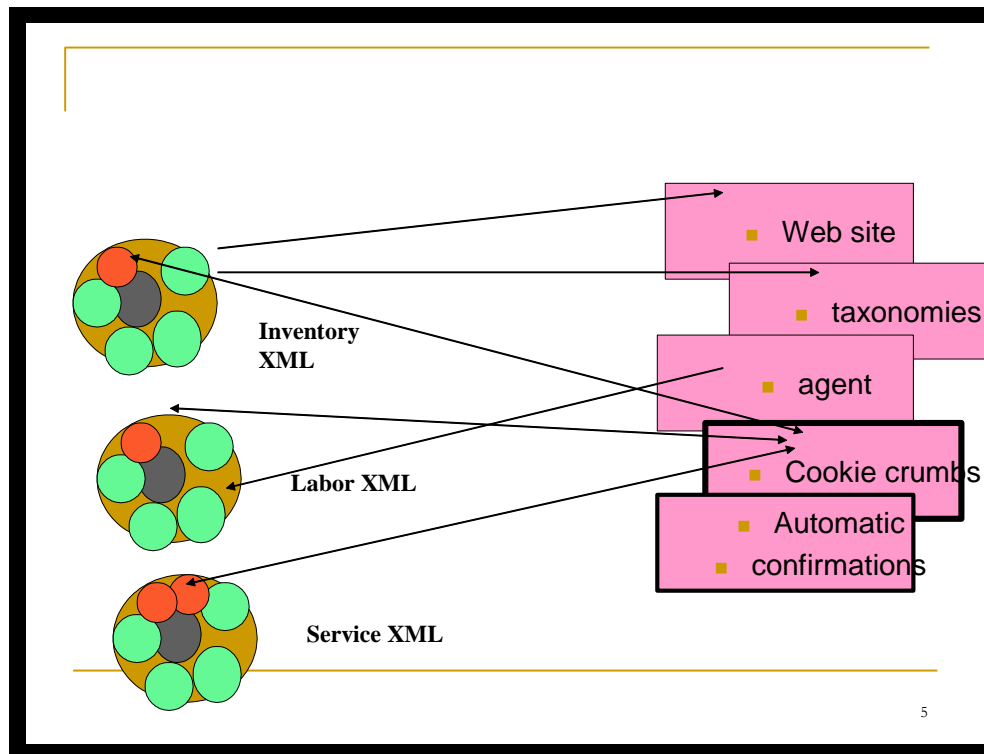 Web site
taxonomies
Inventory
XML
agent
Labor XML
Cookie crumbs
Automatic
confirmations
Service XML
5